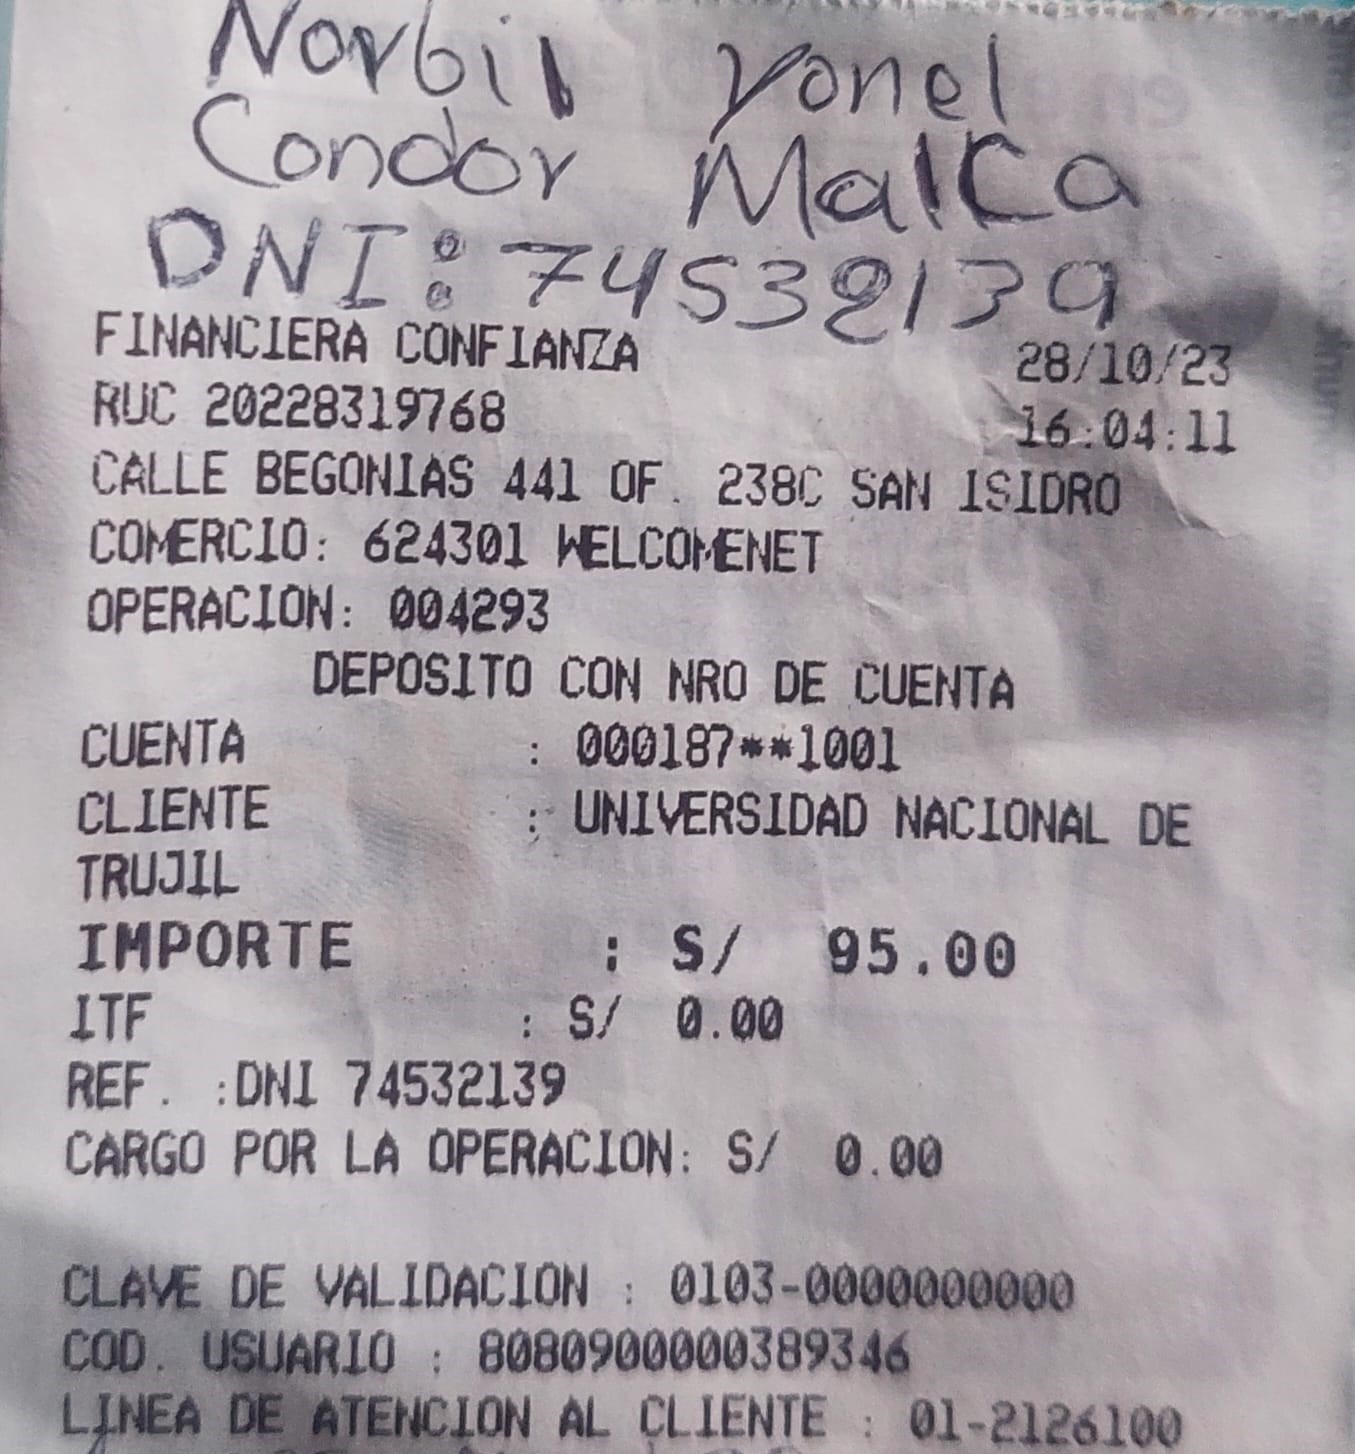 Norbil Yonel
Condor Malca
DNI: 74532139
FINANCIERA CONFIANZA 28/10/23
RUC 20228319768 16:04:11
CALLE BEGONIAS 441 OF. 238C SAN ISIDRO
COMERCIO: 624301 WELCOMENET
OPERACION: 004293
DEPOSITO CON NRO DE CUENTA
CUENTA : 000187**1001
CLIENTE : UNIVERSIDAD NACIONAL DE
TRUJIL
IMPORTE : S/ 95.00
ITF : S/ 0.00
REF. :DNI 74532139
CARGO POR LA OPERACION: S/ 0.00
CLAVE DE VALIDACION : 0103-0000000000
COD. USUARIO : 8080900000389346
LINEA DE ATENCION AL CLIENTE : 01-2126100